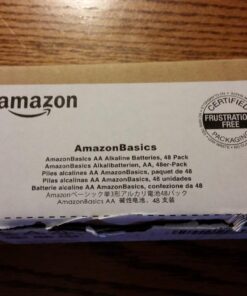 amazon
CERTIFIED
FRUSTRATION
FREE
PACKAGING
AmazonBasics
AmazonBasics AA Alkaline Batteries, 48 Pack
AmazonBasics AA Alkalibatterien, AA, 48er-Pack
Piles alcalines AA AmazonBasics, paquet de 48
Pilas alcalinas AA AmazonBasics, 48 unidades
Batterie alcaline AA AmazonBasics, confezione da 48
Amazonベーシック単3形アルカリ電池48パック
AmazonBasics AA 碱性电池, 48 支装